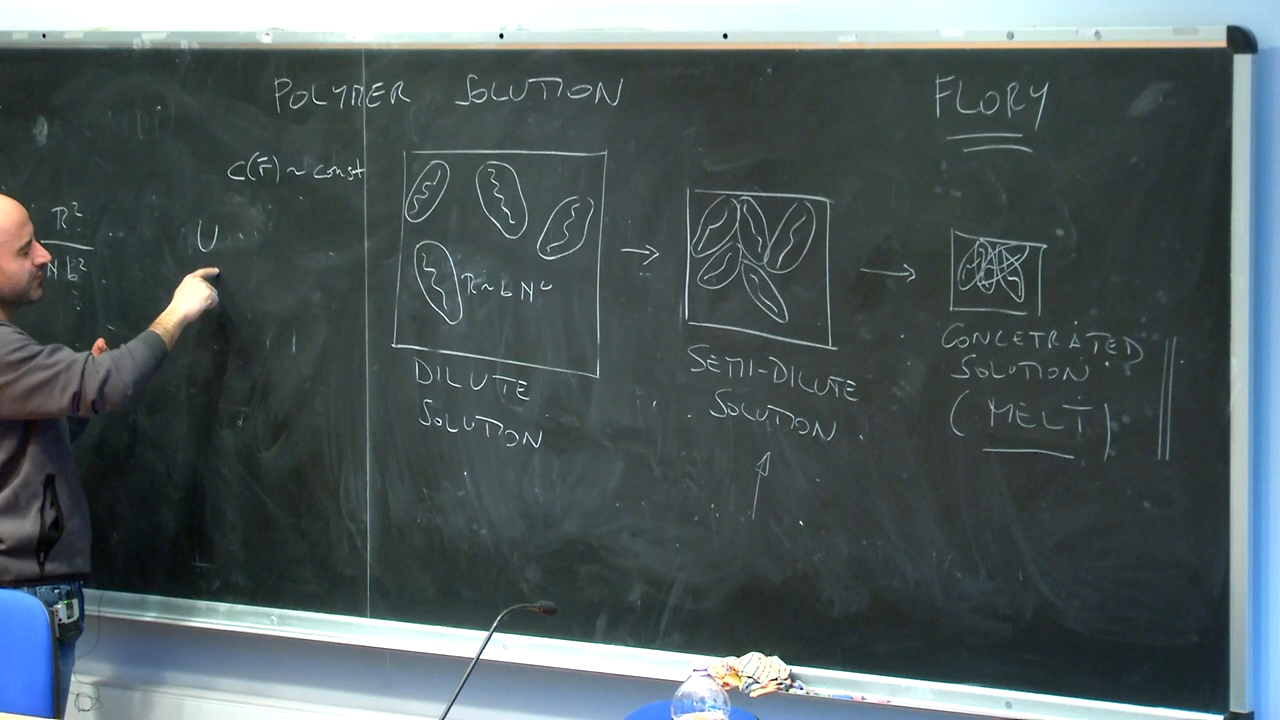 POLYMER SOLUTION
FLORY
c(r̄) ~ const
R²
N b²
U
R ~ b N^υ
DILUTE
SOLUTION
SEMI-DILUTE
SOLUTION
CONCETRATED
SOLUTION
(MELT)